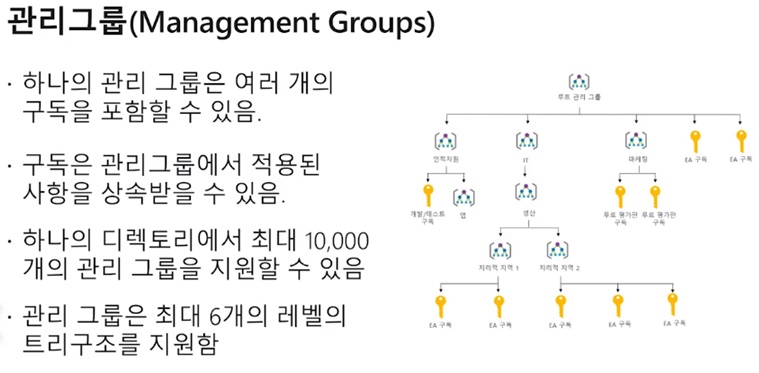 관리그룹(Management Groups)
· 하나의 관리 그룹은 여러 개의
구독을 포함할 수 있음.
· 구독은 관리그룹에서 적용된
사항을 상속받을 수 있음.
· 하나의 디렉토리에서 최대 10,000
개의 관리 그룹을 지원할 수 있음
· 관리 그룹은 최대 6개의 레벨의
트리구조를 지원함
루트 관리 그룹
인적자원
IT
마케팅
EA 구독
EA 구독
개발/테스트
구독
앱
생산
무료 평가판
구독
무료 평가판
구독
지리적 지역 1
지리적 지역 2
EA 구독
EA 구독
EA 구독
EA 구독
EA 구독